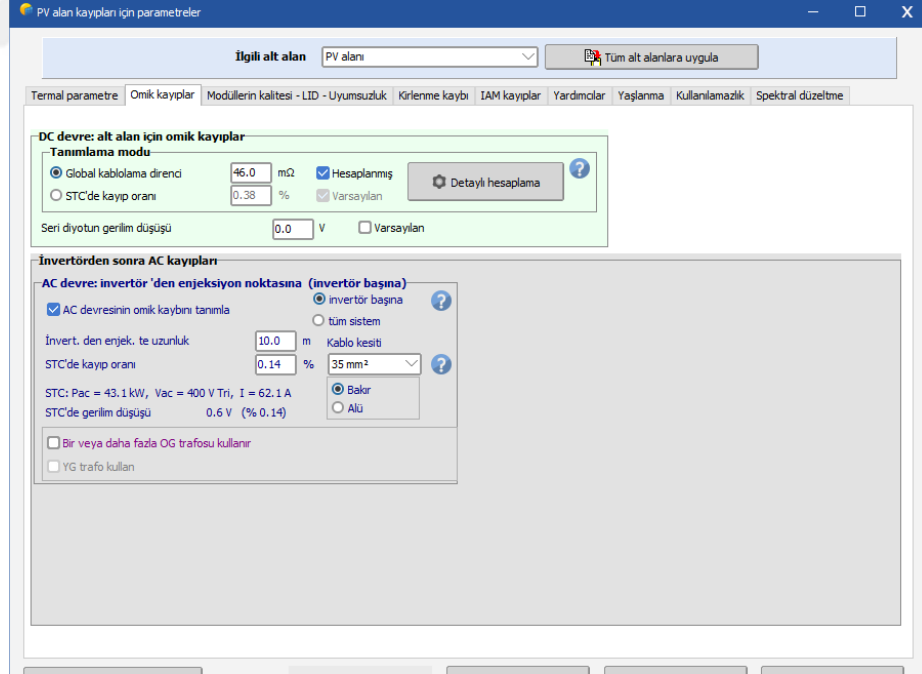 PV alan kayıpları için parametreler
İlgili alt alan PV alanı Tüm alt alanlara uygula
Termal parametre Omik kayıplar Modüllerin kalitesi - LID - Uyumsuzluk Kirlenme kaybı IAM kayıplar Yardımcılar Yaşlanma Kullanılamazlık Spektral düzeltme
DC devre: alt alan için omik kayıplar
Tanımlama modu
Global kablolama direnci 46.0 mΩ Hesaplanmış
Detaylı hesaplama
STC'de kayıp oranı 0.38 % Varsayılan
Seri diyotun gerilim düşüşü 0.0 V Varsayılan
İnvertörden sonra AC kayıpları
AC devre: invertör 'den enjeksiyon noktasına (invertör başına)
AC devresinin omik kaybını tanımla
invertör başına
tüm sistem
İnvert. den enjek. te uzunluk 10.0 m Kablo kesiti
STC'de kayıp oranı 0.14 % 35 mm²
STC: Pac = 43.1 kW, Vac = 400 V Tri, I = 62.1 A
Bakır
Alü
STC'de gerilim düşüşü 0.6 V (% 0.14)
Bir veya daha fazla OG trafosu kullanır
YG trafo kullan